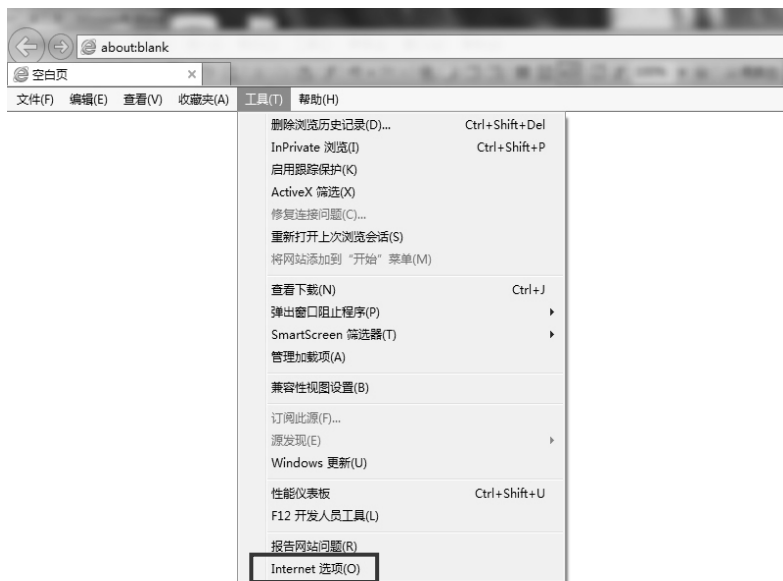 about:blank
空白页 ×
文件(F) 编辑(E) 查看(V) 收藏夹(A) 工具(T) 帮助(H)
删除浏览历史记录(D)... Ctrl+Shift+Del
InPrivate 浏览(I) Ctrl+Shift+P
启用跟踪保护(K)
ActiveX 筛选(X)
修复连接问题(C)...
重新打开上次浏览会话(S)
将网站添加到“开始”菜单(M)
查看下载(N) Ctrl+J
弹出窗口阻止程序(P)
SmartScreen 筛选器(T)
管理加载项(A)
兼容性视图设置(B)
订阅此源(F)...
源发现(E)
Windows 更新(U)
性能仪表板 Ctrl+Shift+U
F12 开发人员工具(L)
报告网站问题(R)
Internet 选项(O)